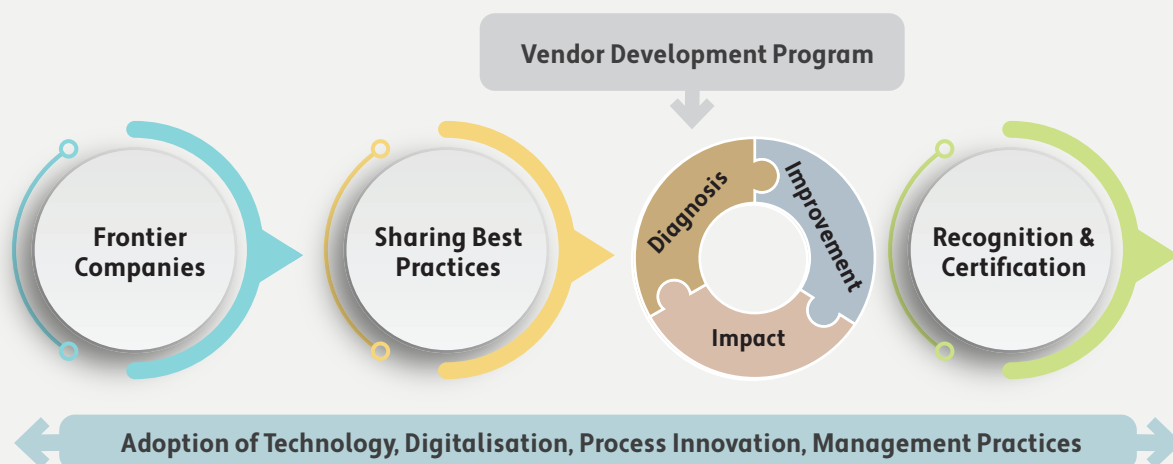 Vendor Development Program
Frontier
Companies
Sharing Best
Practices
Diagnosis
Improvement
Impact
Recognition &
Certification
Adoption of Technology, Digitalisation, Process Innovation, Management Practices